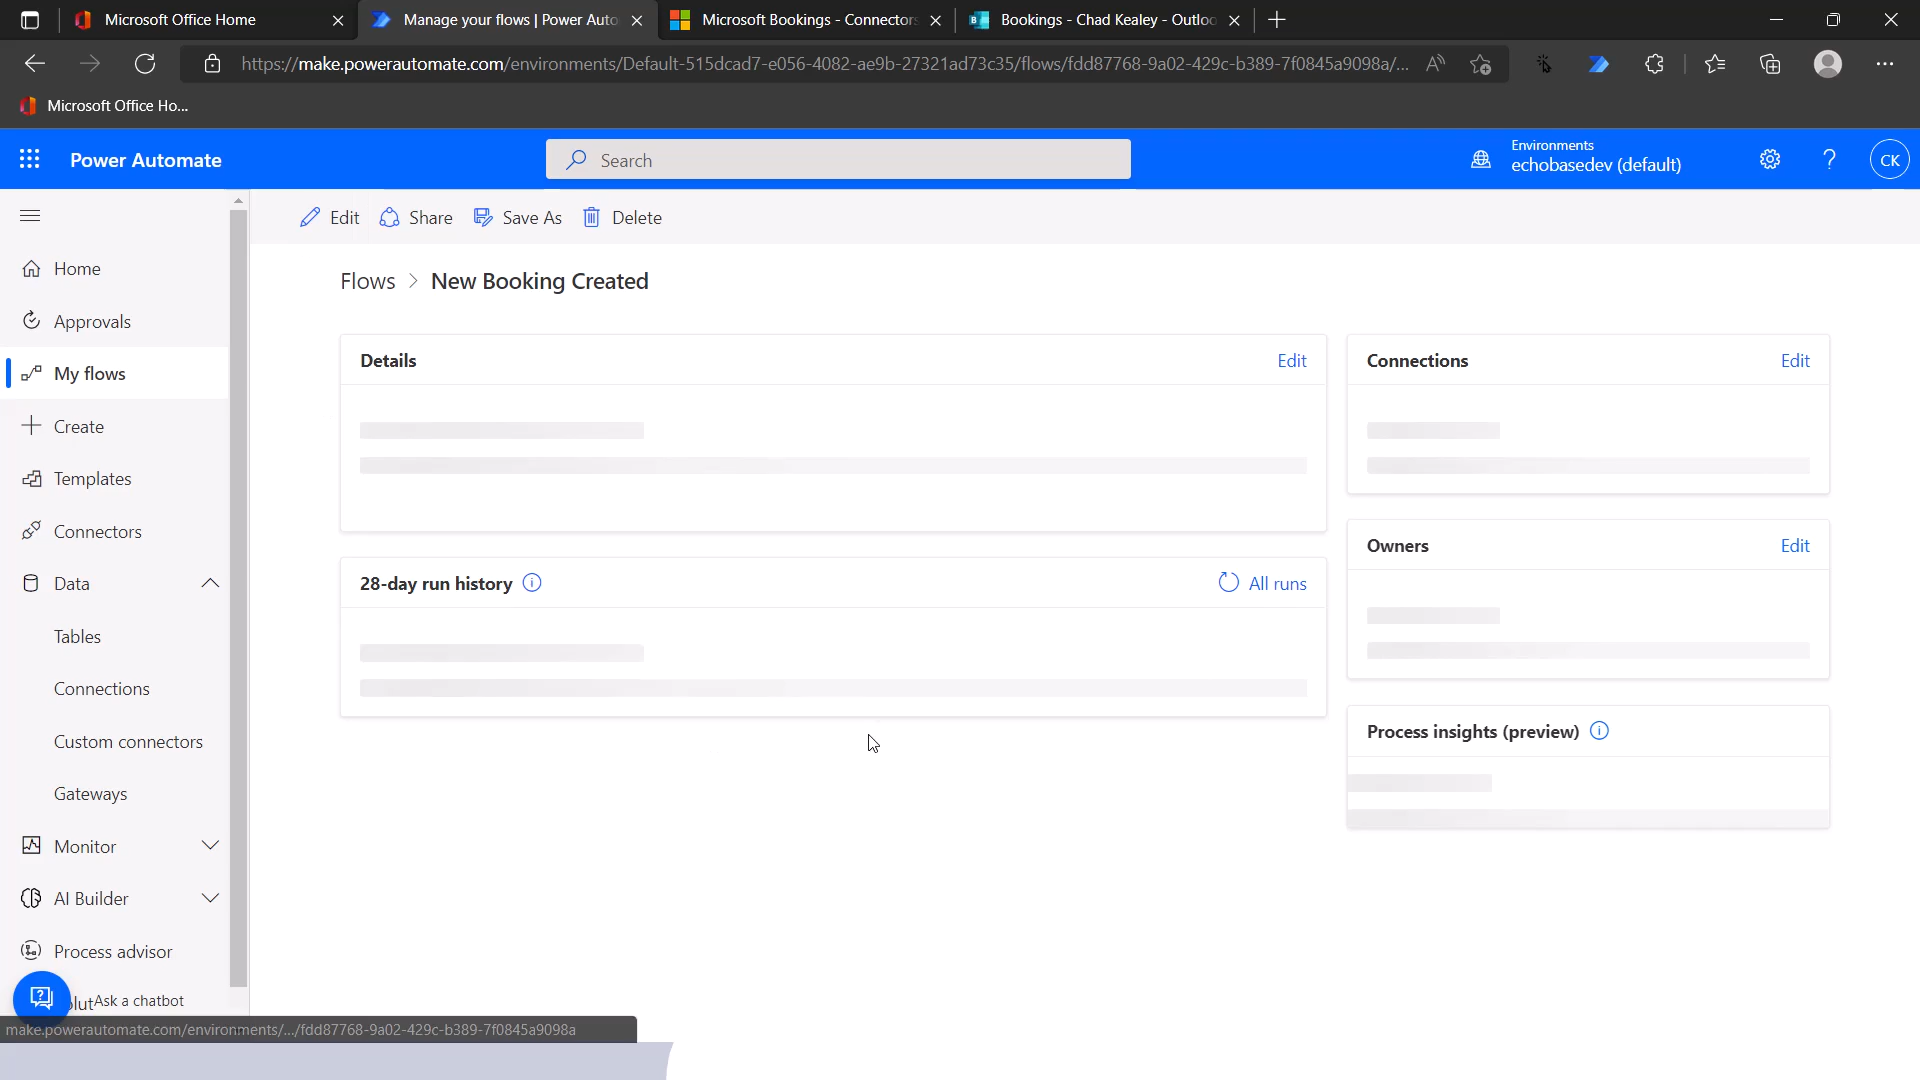 Microsoft Office Home
Manage your flows | Power Auto
Microsoft Bookings - Connectors
Bookings - Chad Kealey - Outloo
https://make.powerautomate.com/environments/Default-515dcad7-e056-4082-ae9b-27321ad73c35/flows/fdd87768-9a02-429c-b389-7f0845a9098a/...
Microsoft Office Ho...
Power Automate
Search
Environments
echobasedev (default)
CK
Edit
Share
Save As
Delete
Home
Approvals
My flows
Create
Templates
Connectors
Data
Tables
Connections
Custom connectors
Gateways
Monitor
AI Builder
Process advisor
Ask a chatbot
Flows > New Booking Created
Details
Edit
28-day run history
All runs
Connections
Edit
Owners
Edit
Process insights (preview)
make.powerautomate.com/environments/.../fdd87768-9a02-429c-b389-7f0845a9098a